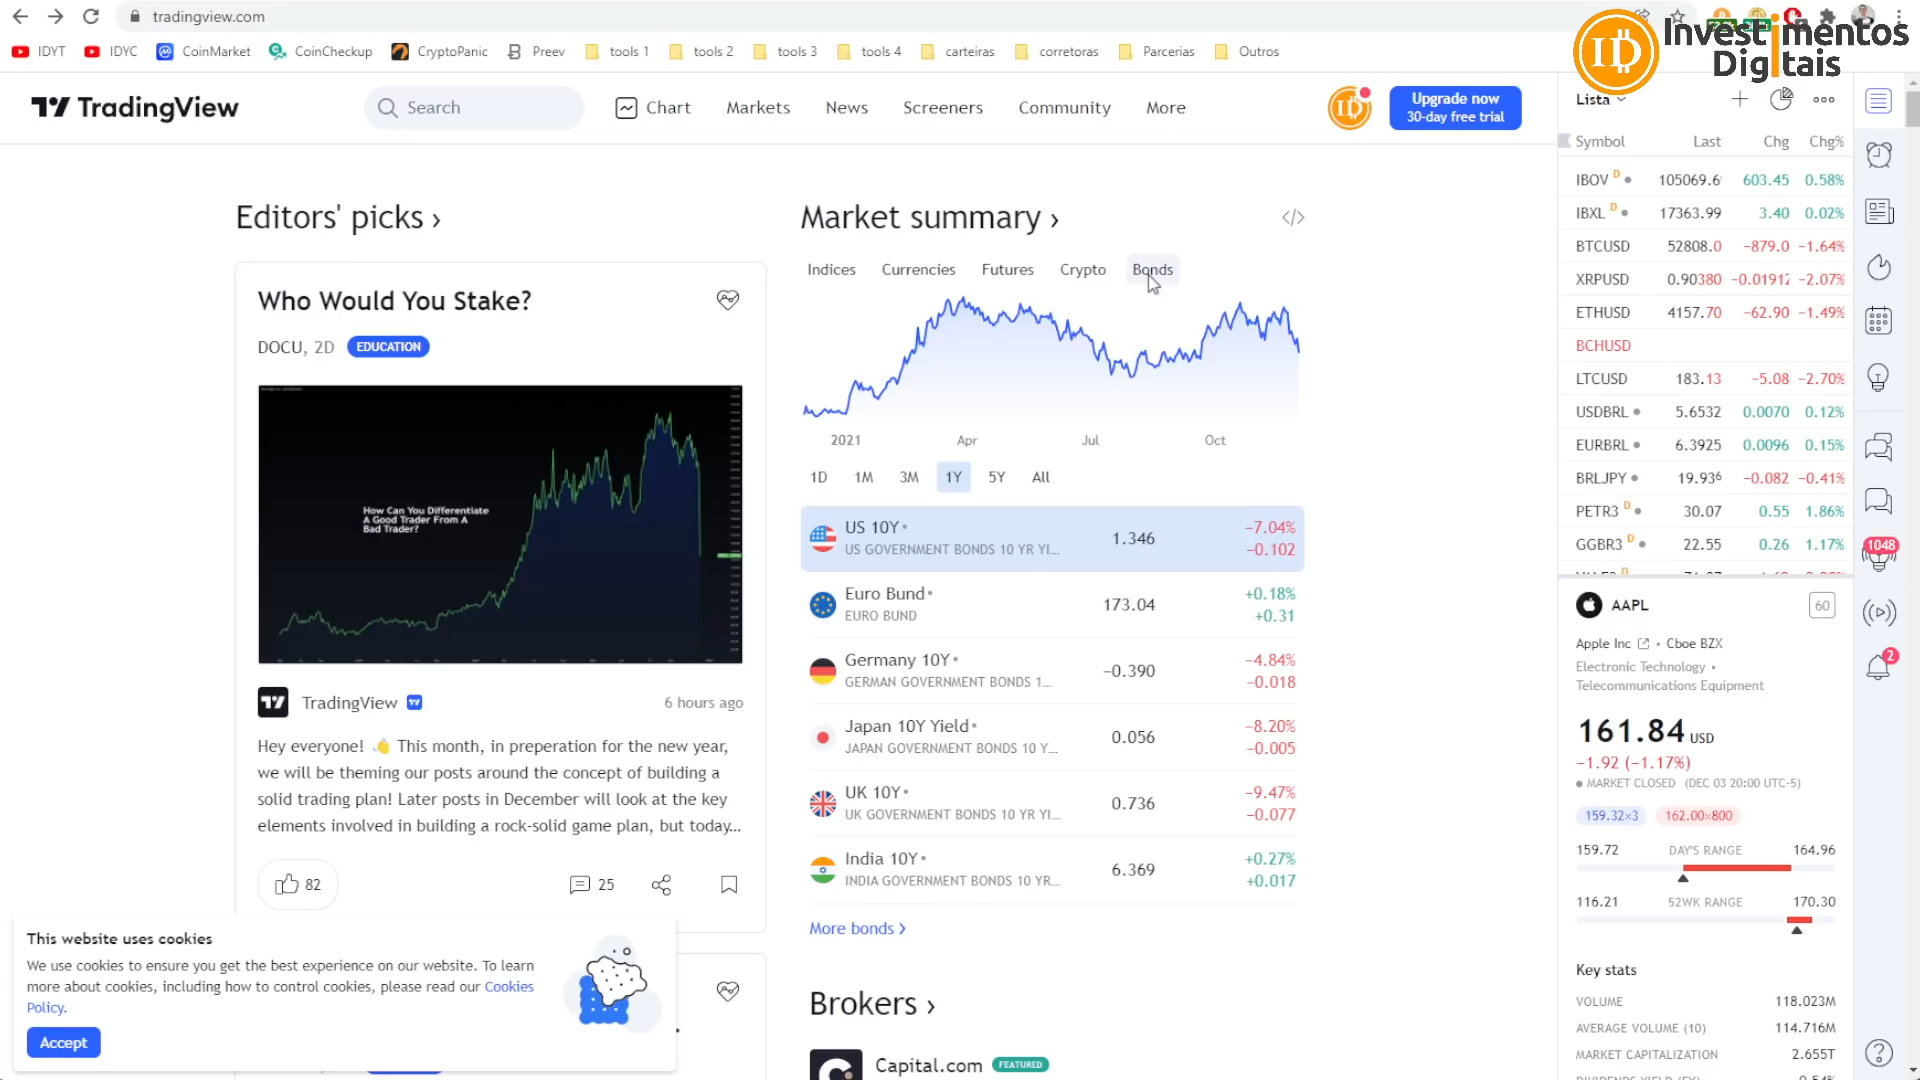 tradingview.com
Investimentos
Digitais
IDYT
IDYC
CoinMarket
CoinCheckup
CryptoPanic
Preev
tools 1
tools 2
tools 3
tools 4
carteiras
corretoras
Parcerias
Outros
TradingView
Search
Chart
Markets
News
Screeners
Community
More
Upgrade now
30-day free trial
Editors' picks ›
Who Would You Stake?
DOCU, 2D EDUCATION
How Can You Differentiate
A Good Trader From A
Bad Trader?
TradingView
6 hours ago
Hey everyone! 👋 This month, in preperation for the new year,
we will be theming our posts around the concept of building a
solid trading plan! Later posts in December will look at the key
elements involved in building a rock-solid game plan, but today...
82
25
This website uses cookies
We use cookies to ensure you get the best experience on our website. To learn
more about cookies, including how to control cookies, please read our Cookies
Policy.
Accept
Market summary ›
Indices Currencies Futures Crypto Bonds
2021 Apr Jul Oct
1D 1M 3M 1Y 5Y All
US 10Y 1.346 −7.04%
US GOVERNMENT BONDS 10 YR YI... −0.102
Euro Bund 173.04 +0.18%
EURO BUND +0.31
Germany 10Y −0.390 −4.84%
GERMAN GOVERNMENT BONDS 1... −0.018
Japan 10Y Yield 0.056 −8.20%
JAPAN GOVERNMENT BONDS 10 Y... −0.005
UK 10Y 0.736 −9.47%
UK GOVERNMENT BONDS 10 YR YI... −0.077
India 10Y 6.369 +0.27%
INDIA GOVERNMENT BONDS 10 YR... +0.017
More bonds ›
Brokers ›
Capital.com FEATURED
Lista
Symbol Last Chg Chg%
IBOV D 105069.6 603.45 0.58%
IBXL D 17363.99 3.40 0.02%
BTCUSD 52808.0 −879.0 −1.64%
XRPUSD 0.90380 −0.01912 −2.07%
ETHUSD 4157.70 −62.90 −1.49%
BCHUSD
LTCUSD 183.13 −5.08 −2.70%
USDBRL 5.6532 0.0070 0.12%
EURBRL 6.3925 0.0096 0.15%
BRLJPY 19.936 −0.082 −0.41%
PETR3 D 30.07 0.55 1.86%
GGBR3 D 22.55 0.26 1.17%
AAPL
60
Apple Inc • Cboe BZX
Electronic Technology •
Telecommunications Equipment
161.84 USD
−1.92 (−1.17%)
MARKET CLOSED (DEC 03 20:00 UTC-5)
159.32×3 162.00×800
159.72 DAY'S RANGE 164.96
116.21 52WK RANGE 170.30
Key stats
VOLUME 118.023M
AVERAGE VOLUME (10) 114.716M
MARKET CAPITALIZATION 2.655T
1048
2